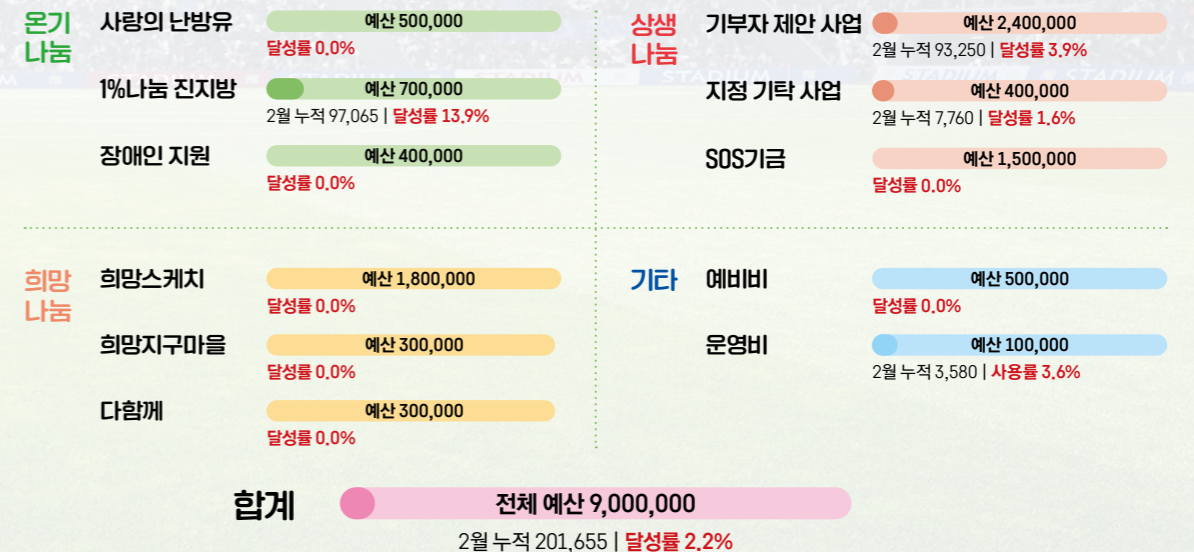 온기
나눔
사랑의 난방유
예산 500,000
달성률 0.0%
1%나눔 진지방
예산 700,000
2월 누적 97,065 | 달성률 13.9%
장애인 지원
예산 400,000
달성률 0.0%
상생
나눔
기부자 제안 사업
예산 2,400,000
2월 누적 93,250 | 달성률 3.9%
지정 기탁 사업
예산 400,000
2월 누적 7,760 | 달성률 1.6%
SOS기금
예산 1,500,000
달성률 0.0%
희망
나눔
희망스케치
예산 1,800,000
달성률 0.0%
희망지구마을
예산 300,000
달성률 0.0%
다함께
예산 300,000
달성률 0.0%
기타
예비비
예산 500,000
달성률 0.0%
운영비
예산 100,000
2월 누적 3,580 | 사용률 3.6%
합계
전체 예산 9,000,000
2월 누적 201,655 | 달성률 2.2%
STADIUM
STADIUM
STADIUM
STADIUM